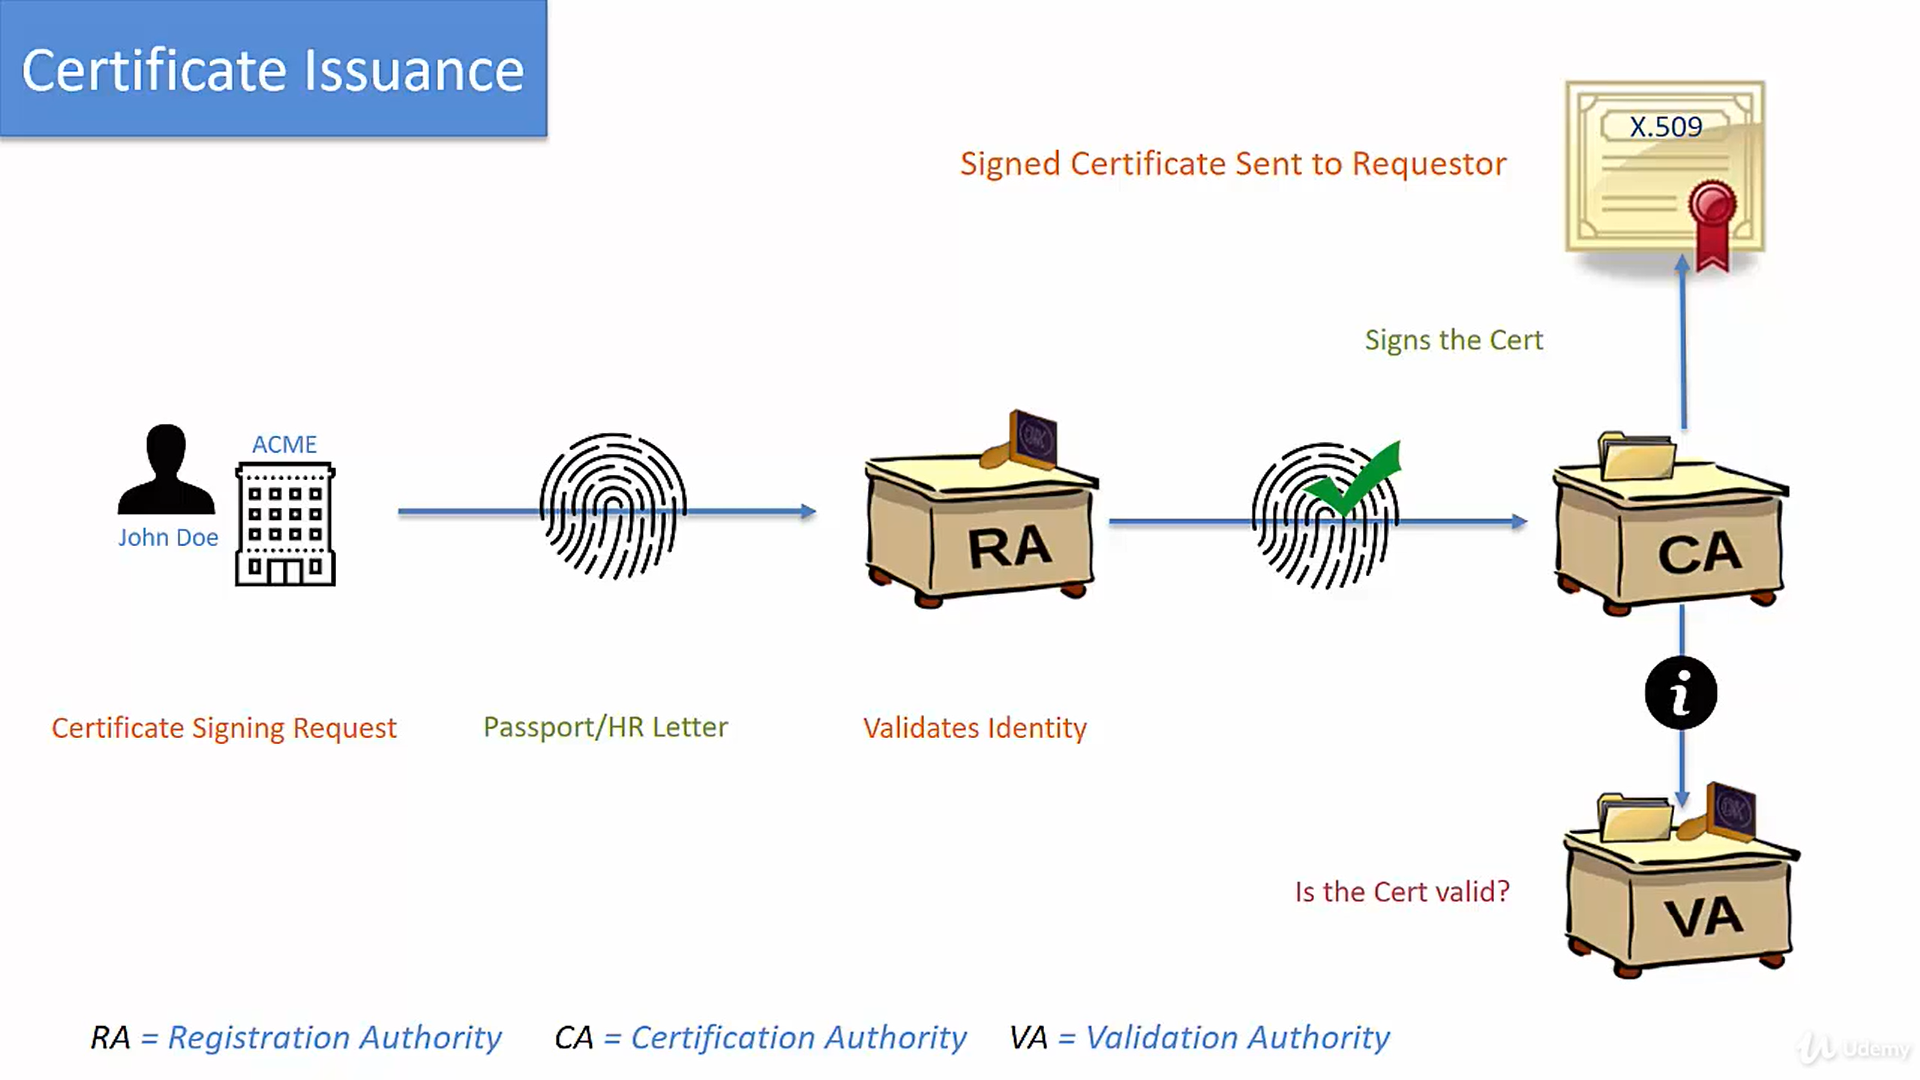 Certificate Issuance
X.509
Signed Certificate Sent to Requestor
Signs the Cert
ACME
John Doe
RA
CA
Certificate Signing Request
Passport/HR Letter
Validates Identity
i
Is the Cert valid?
VA
RA = Registration Authority CA = Certification Authority VA = Validation Authority
Udemy